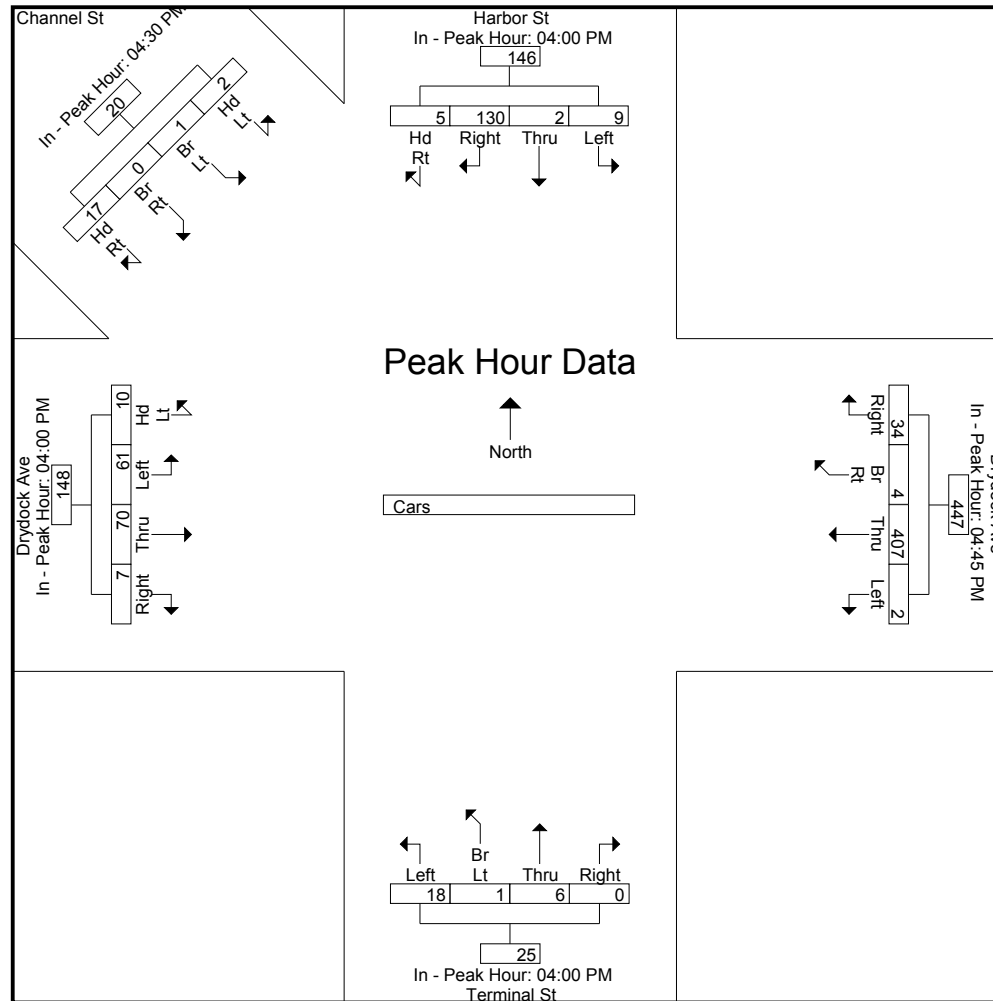 Channel St
In - Peak Hour: 04:30 PM
20
2
1
0
17
Hd
Lt
Br
Lt
Br
Rt
Hd
Rt
Harbor St
In - Peak Hour: 04:00 PM
146
5 130 2 9
Hd
Rt
Right Thru Left
Peak Hour Data
North
Cars
Drydock Ave
In - Peak Hour: 04:00 PM
148
10 61 70 7
Hd
Lt
Left Thru Right
In - Peak Hour: 04:45 PM
447
34 4 407 2
Right
Br
Rt
Thru Left
Left
Br
Lt
Thru Right
18 1 6 0
25
In - Peak Hour: 04:00 PM
Terminal St